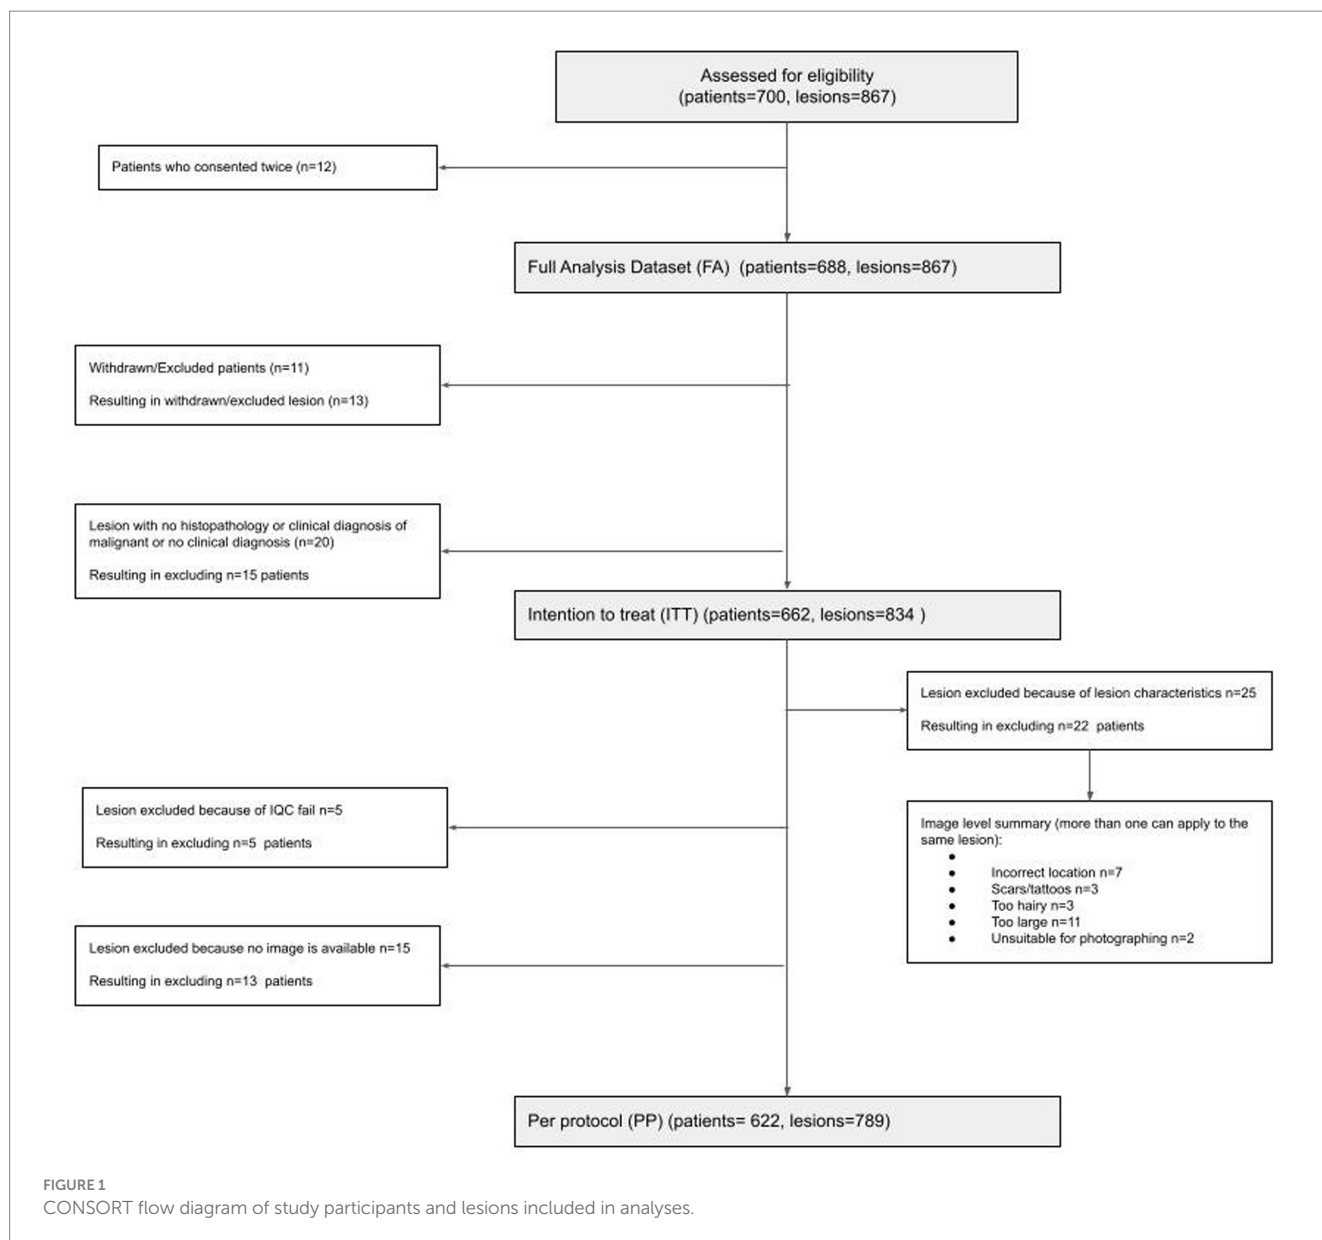 Assessed for eligibility
(patients=700, lesions=867)
Patients who consented twice (n=12)
Full Analysis Dataset (FA) (patients=688, lesions=867)
Withdrawn/Excluded patients (n=11)
Resulting in withdrawn/excluded lesion (n=13)
Lesion with no histopathology or clinical diagnosis of
malignant or no clinical diagnosis (n=20)
Resulting in excluding n=15 patients
Intention to treat (ITT) (patients=662, lesions=834 )
Lesion excluded because of lesion characteristics n=25
Resulting in excluding n=22 patients
Lesion excluded because of IQC fail n=5
Resulting in excluding n=5 patients
Image level summary (more than one can apply to the
same lesion):
●
● Incorrect location n=7
● Scars/tattoos n=3
● Too hairy n=3
● Too large n=11
● Unsuitable for photographing n=2
Lesion excluded because no image is available n=15
Resulting in excluding n=13 patients
Per protocol (PP) (patients= 622, lesions=789)
FIGURE 1
CONSORT flow diagram of study participants and lesions included in analyses.